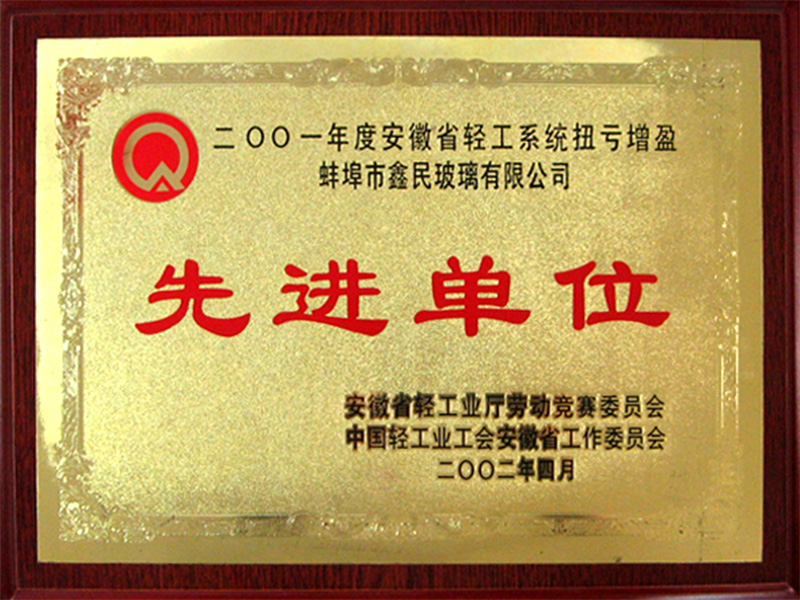 二〇〇一年度安徽省轻工系统扭亏增盈
蚌埠市鑫民玻璃有限公司
先进单位
安徽省轻工业厅劳动竞赛委员会
中国轻工业工会安徽省工作委员会
二〇〇二年四月